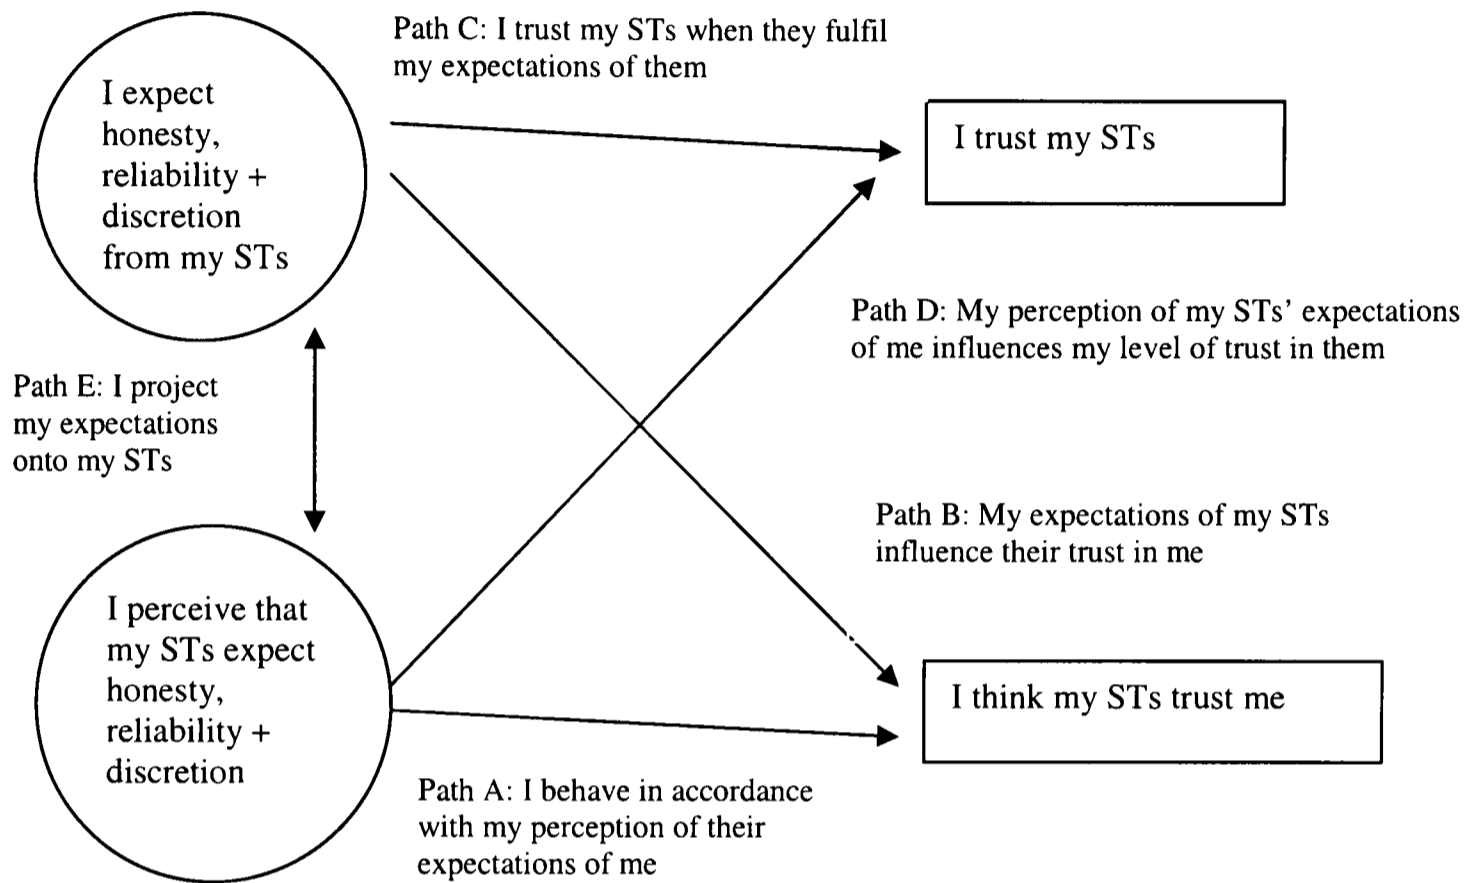 Path C: I trust my STs when they fulfil
my expectations of them
I expect
honesty,
reliability +
discretion
from my STs
I trust my STs
Path D: My perception of my STs’ expectations
of me influences my level of trust in them
Path E: I project
my expectations
onto my STs
Path B: My expectations of my STs
influence their trust in me
I perceive that
my STs expect
honesty,
reliability +
discretion
I think my STs trust me
Path A: I behave in accordance
with my perception of their
expectations of me